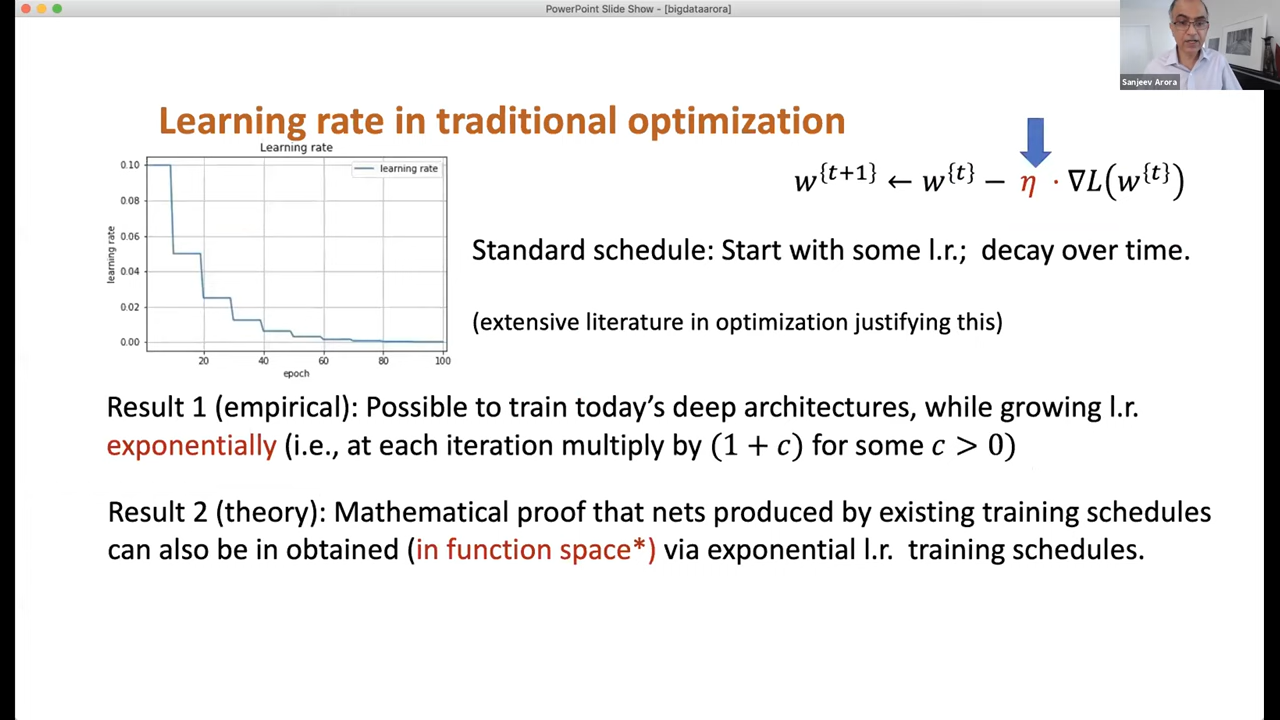 PowerPoint Slide Show - [bigdataarora]
Sanjeev Arora
Learning rate in traditional optimization
Learning rate
learning rate
0.10
0.08
0.06
0.04
0.02
0.00
learning rate
20 40 60 80 100
epoch
w^{t+1} ← w^{t} − η · ∇L(w^{t})
Standard schedule: Start with some l.r.; decay over time.
(extensive literature in optimization justifying this)
Result 1 (empirical): Possible to train today's deep architectures, while growing l.r.
exponentially (i.e., at each iteration multiply by (1 + c) for some c > 0)
Result 2 (theory): Mathematical proof that nets produced by existing training schedules
can also be in obtained (in function space*) via exponential l.r. training schedules.